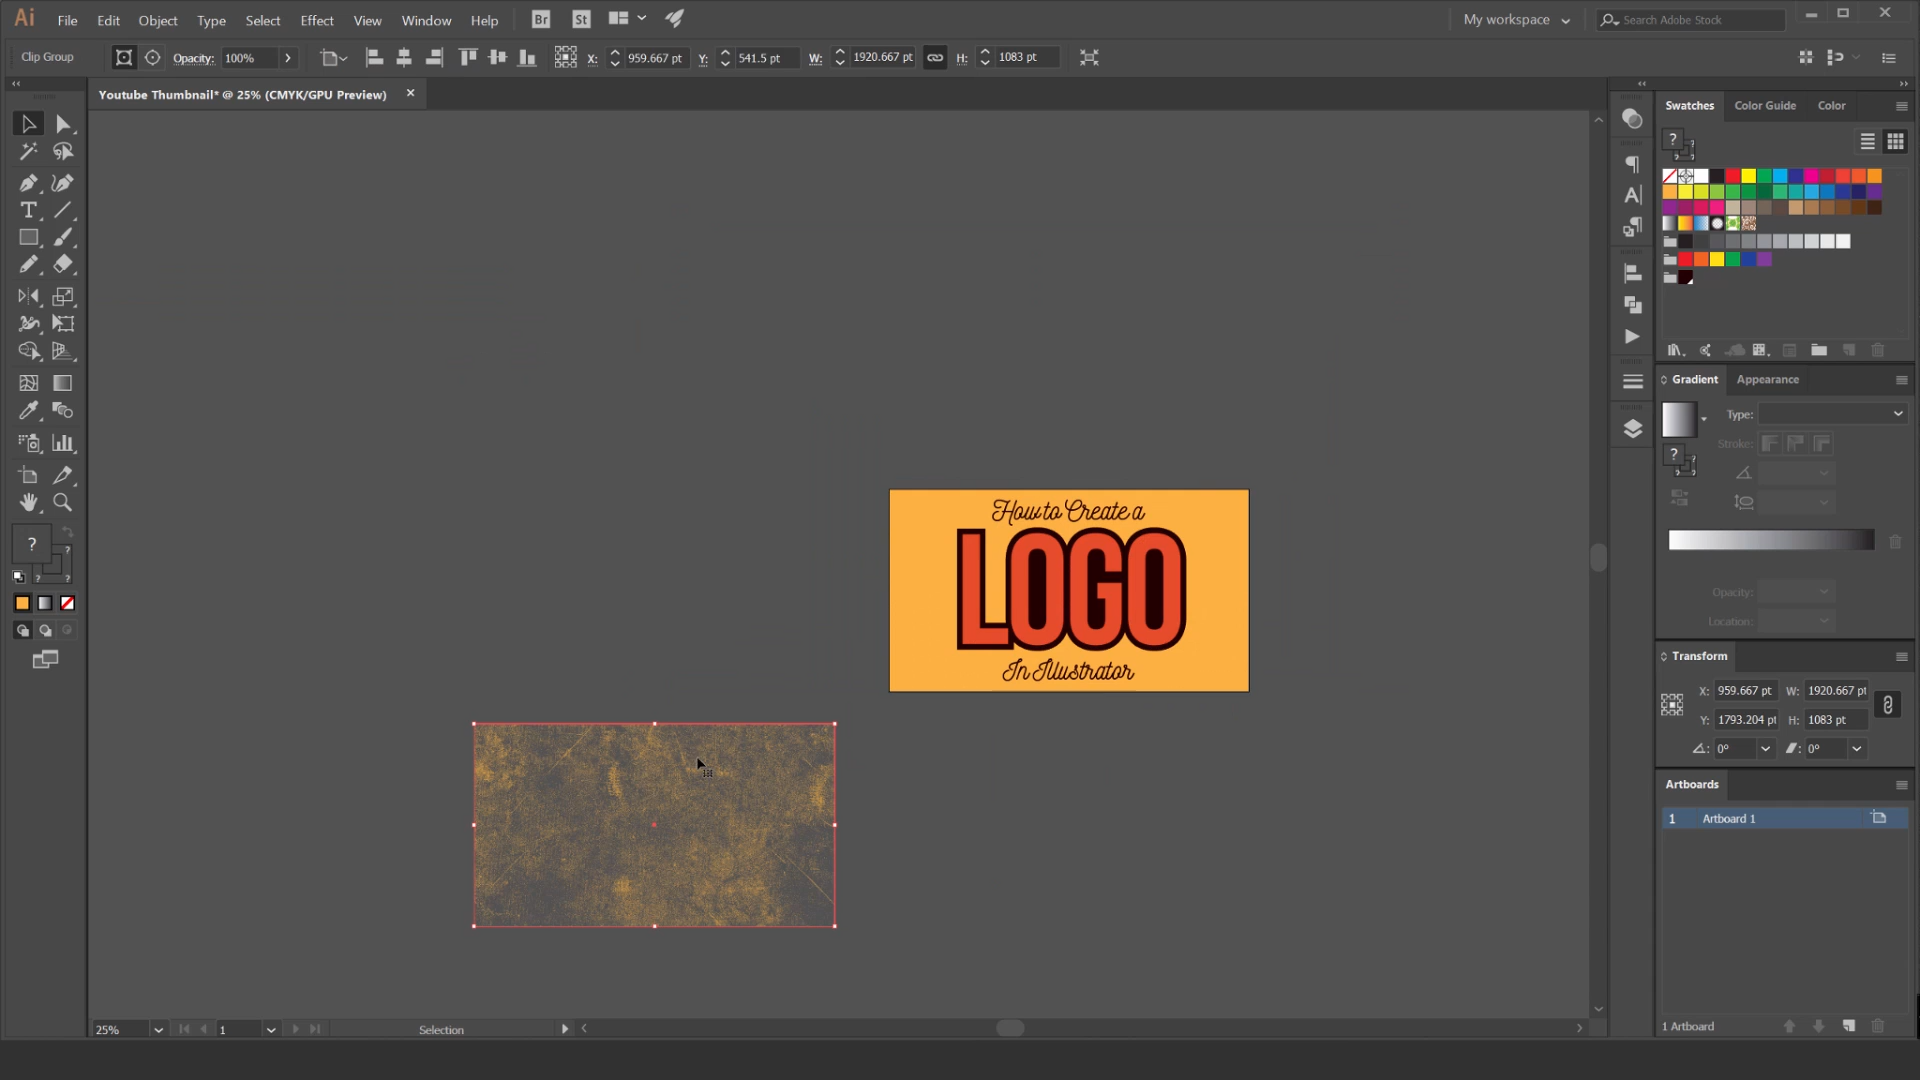 Ai File Edit Object Type Select Effect View Window Help Br St My workspace Search Adobe Stock
Clip Group Opacity: 100% X: 959.667 pt Y: 541.5 pt W: 1920.667 pt H: 1083 pt
Youtube Thumbnail* @ 25% (CMYK/GPU Preview)
Swatches Color Guide Color
Gradient Appearance
Type:
Stroke:
How to Create a
LOGO
In Illustrator
Opacity:
Location:
Transform
X: 959.667 pt W: 1920.667 pt
Y: 1793.204 pt H: 1083 pt
0° 0°
Artboards
1 Artboard 1
25% 1 Selection
1 Artboard